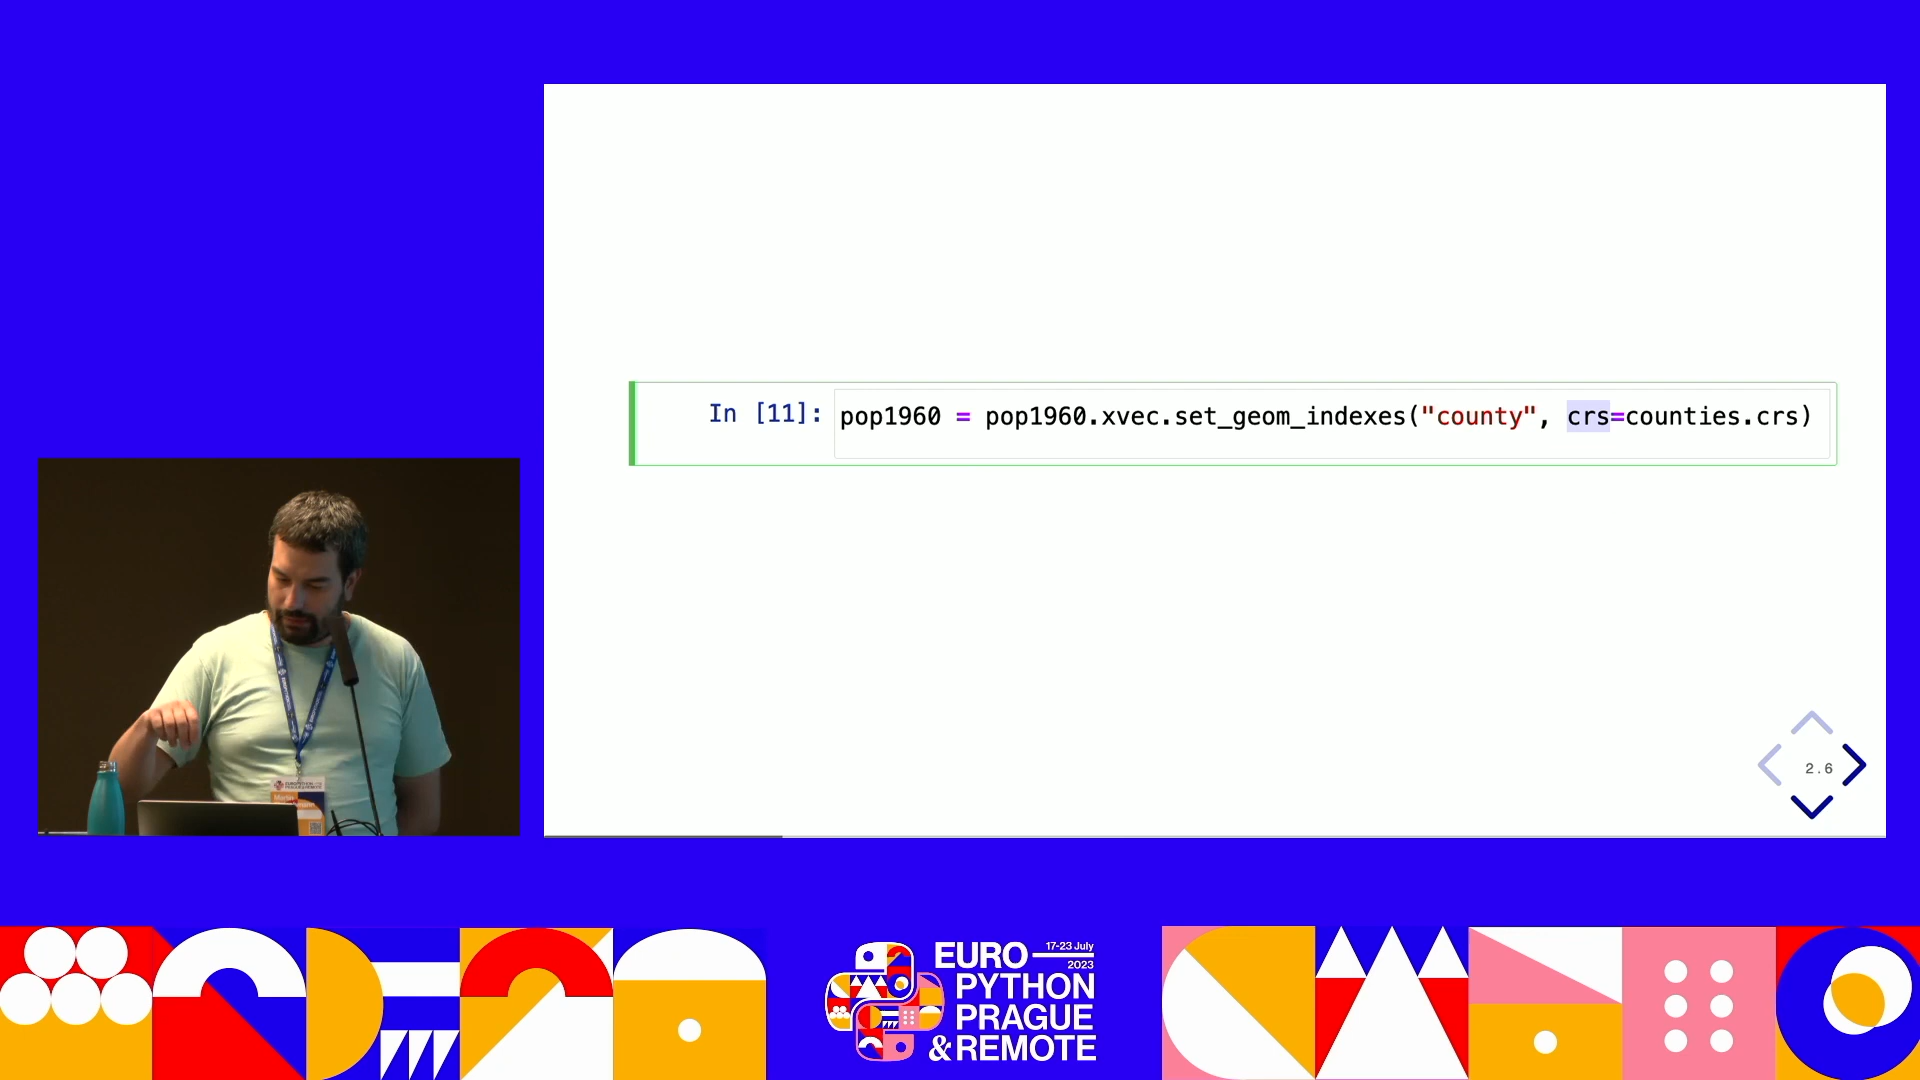 In [11]: pop1960 = pop1960.xvec.set_geom_indexes("county", crs=counties.crs)
2.6
Martin
EURO
17-23 July
2023
PYTHON
PRAGUE
&REMOTE